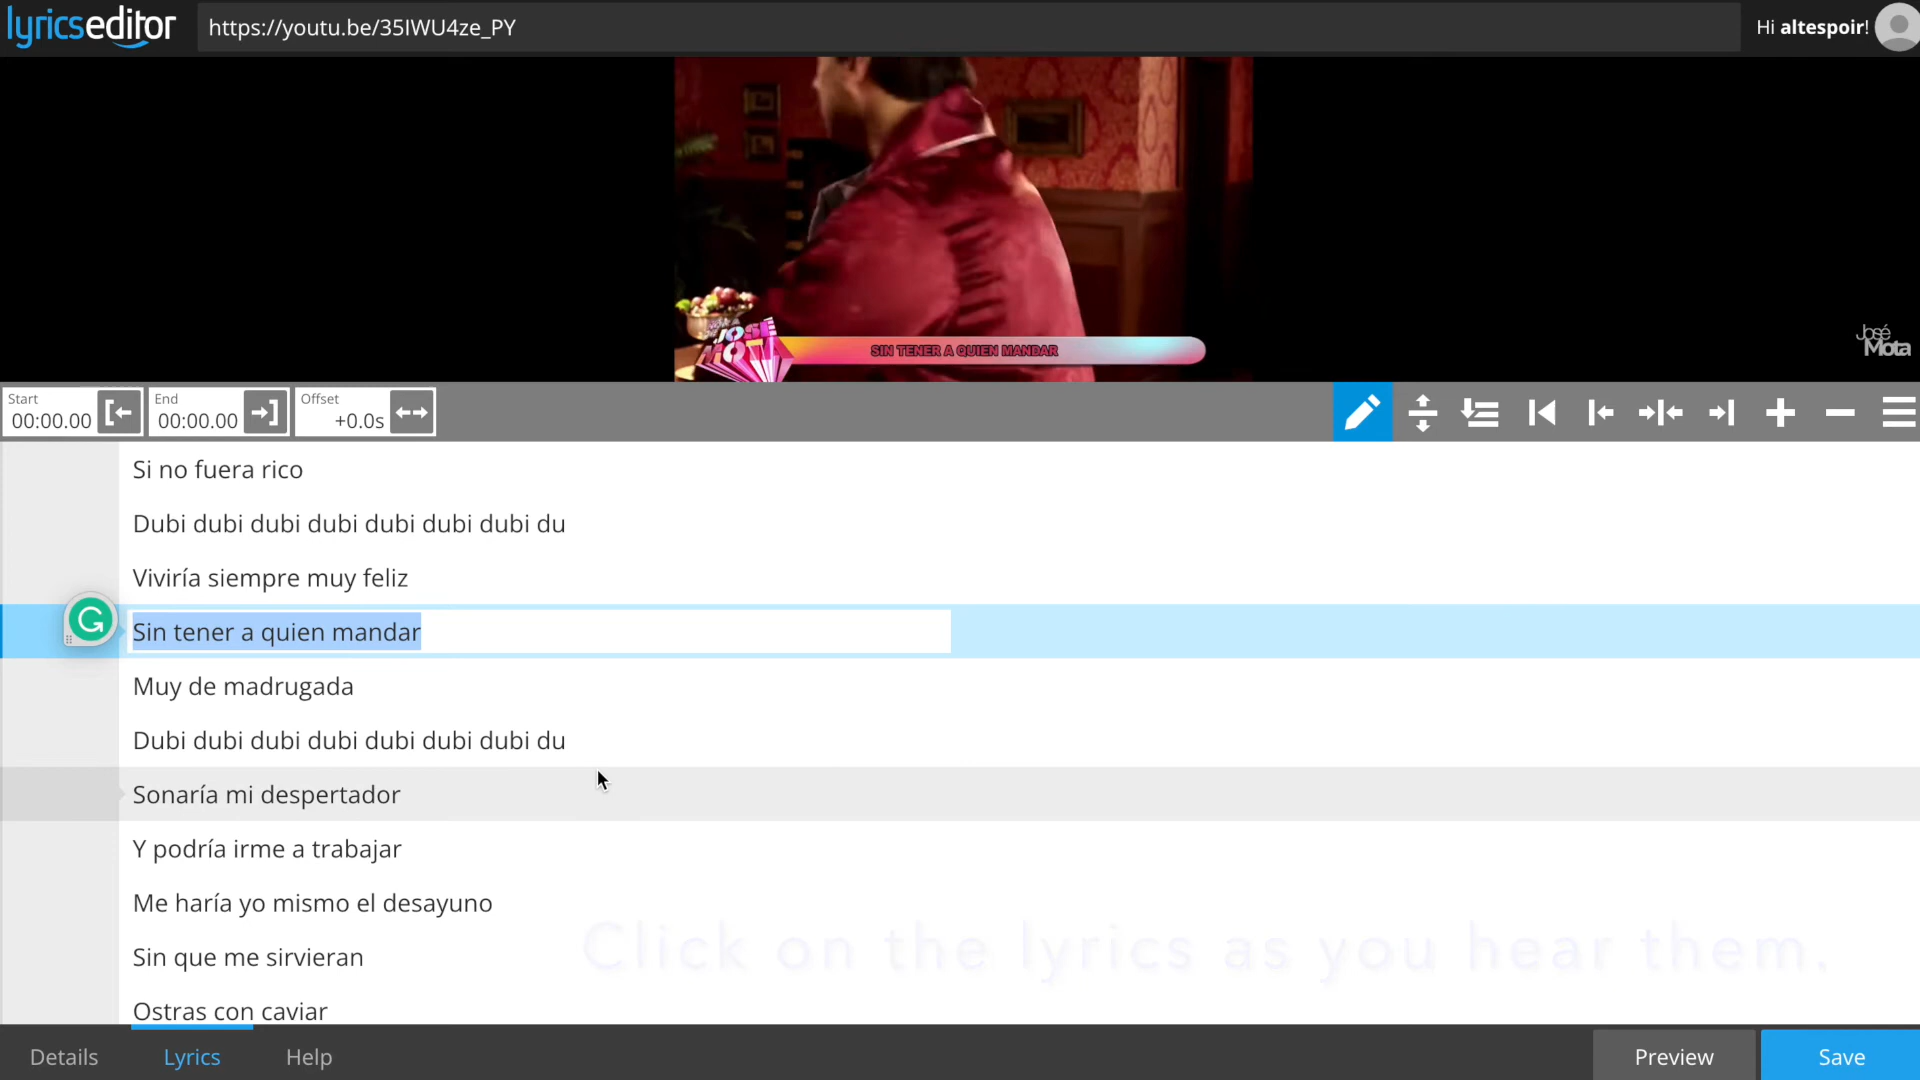 lyricseditor
https://youtu.be/35IWU4ze_PY
Hi altespoir!
JOSÉ
MOTA
SIN TENER A QUIEN MANDAR
José
Mota
Start
00:00.00
End
00:00.00
Offset
+0.0s
Si no fuera rico
Dubi dubi dubi dubi dubi dubi dubi du
Viviría siempre muy feliz
Sin tener a quien mandar
Muy de madrugada
Dubi dubi dubi dubi dubi dubi dubi du
Sonaría mi despertador
Y podría irme a trabajar
Me haría yo mismo el desayuno
Click on the lyrics as you hear them.
Sin que me sirvieran
Ostras con caviar
Details
Lyrics
Help
Preview
Save